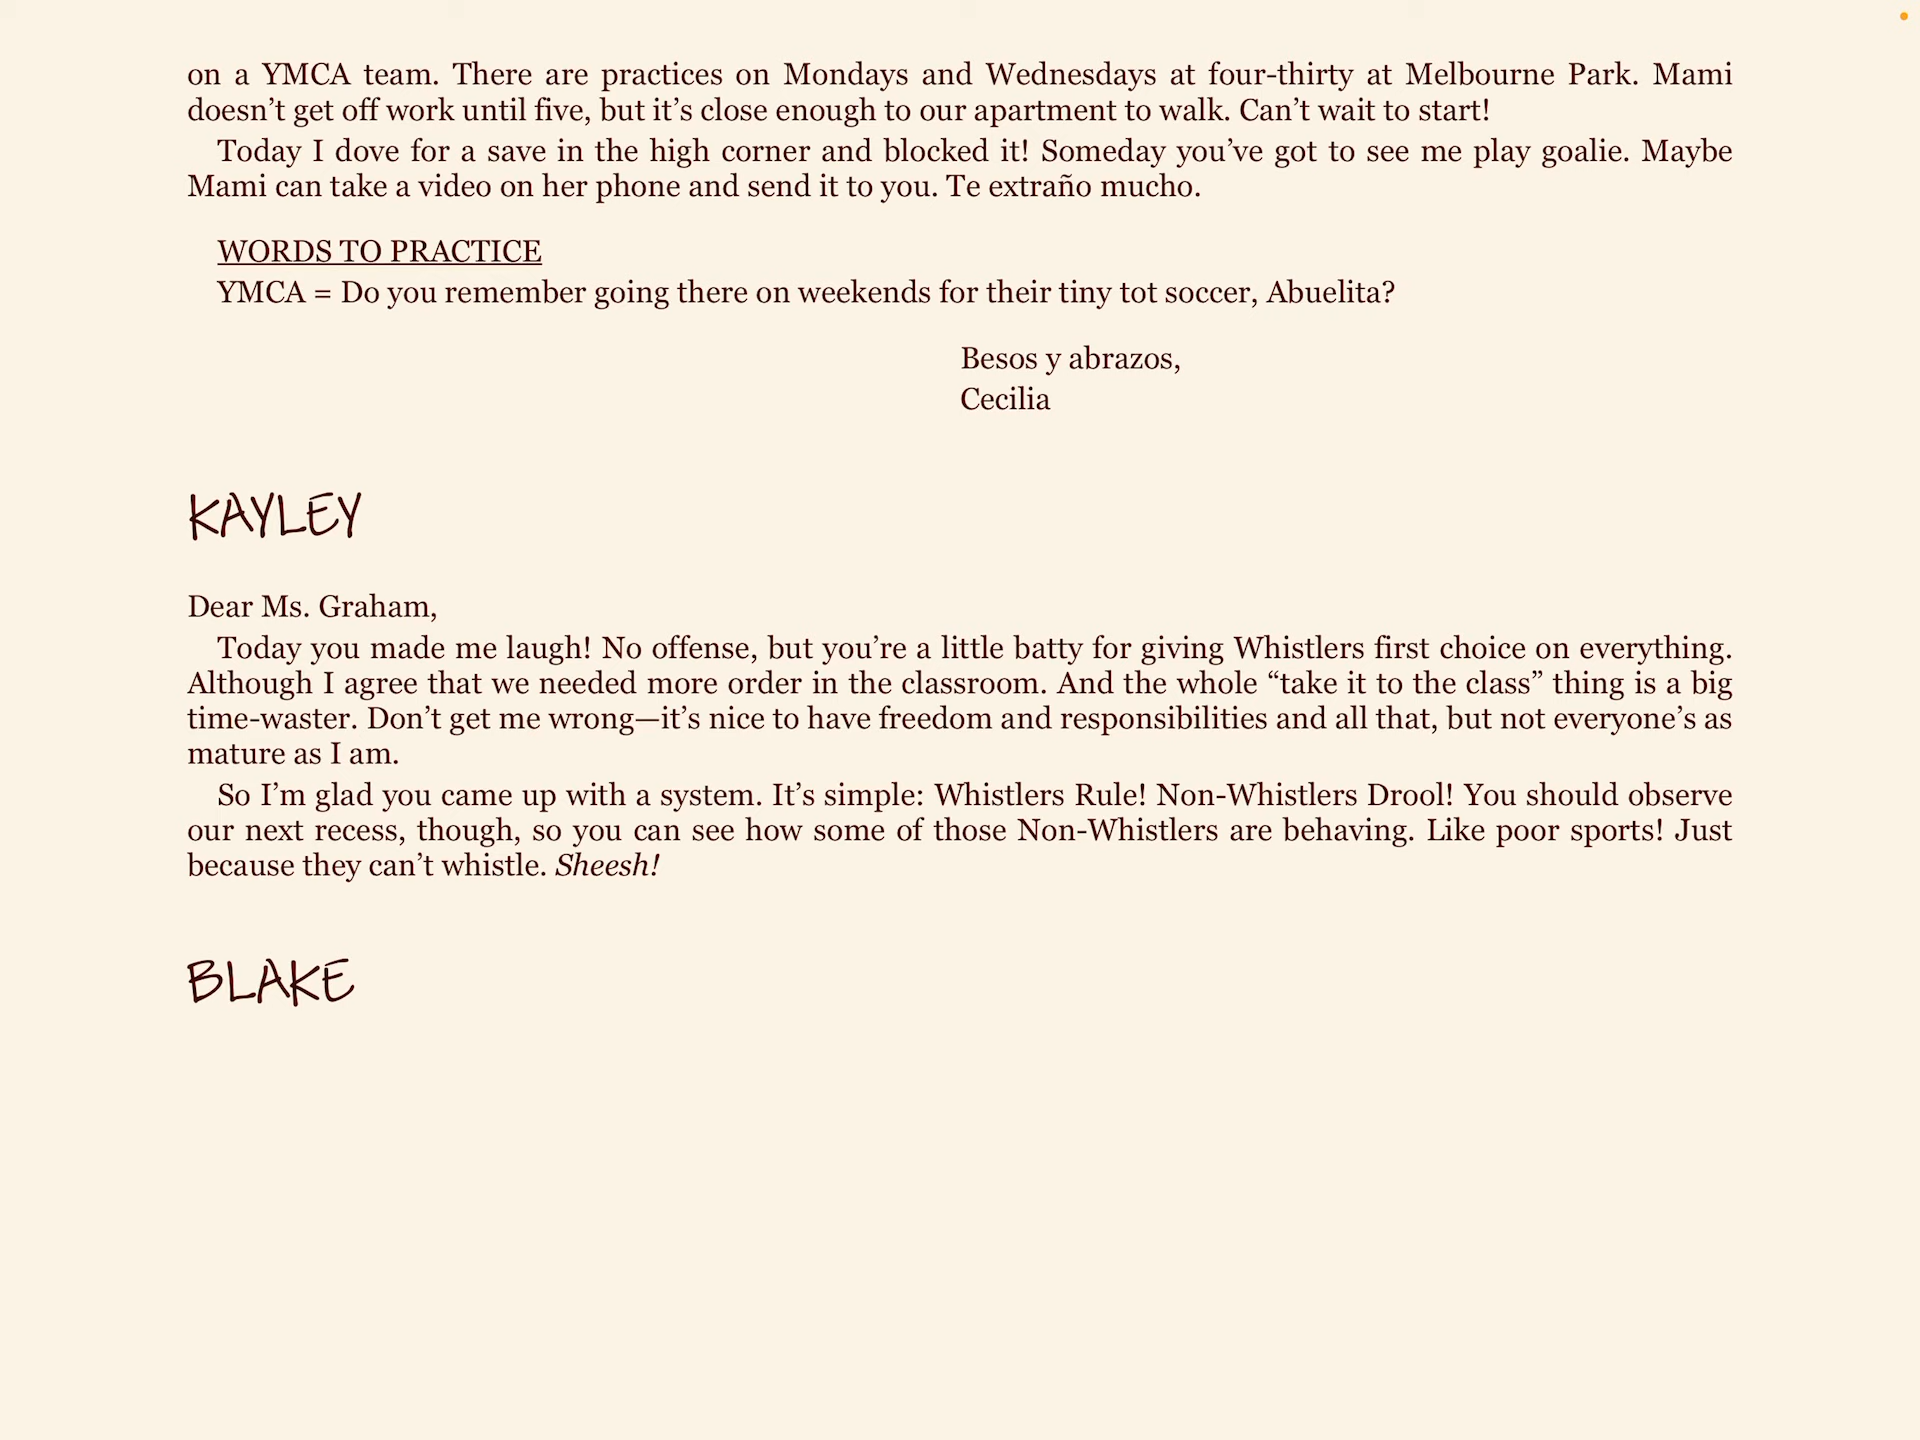 on a YMCA team. There are practices on Mondays and Wednesdays at four-thirty at Melbourne Park. Mami
doesn’t get off work until five, but it’s close enough to our apartment to walk. Can’t wait to start!
Today I dove for a save in the high corner and blocked it! Someday you’ve got to see me play goalie. Maybe
Mami can take a video on her phone and send it to you. Te extraño mucho.
WORDS TO PRACTICE
YMCA = Do you remember going there on weekends for their tiny tot soccer, Abuelita?
Besos y abrazos,
Cecilia
KAYLEY
Dear Ms. Graham,
Today you made me laugh! No offense, but you’re a little batty for giving Whistlers first choice on everything.
Although I agree that we needed more order in the classroom. And the whole “take it to the class” thing is a big
time-waster. Don’t get me wrong—it’s nice to have freedom and responsibilities and all that, but not everyone’s as
mature as I am.
So I’m glad you came up with a system. It’s simple: Whistlers Rule! Non-Whistlers Drool! You should observe
our next recess, though, so you can see how some of those Non-Whistlers are behaving. Like poor sports! Just
because they can’t whistle. Sheesh!
BLAKE